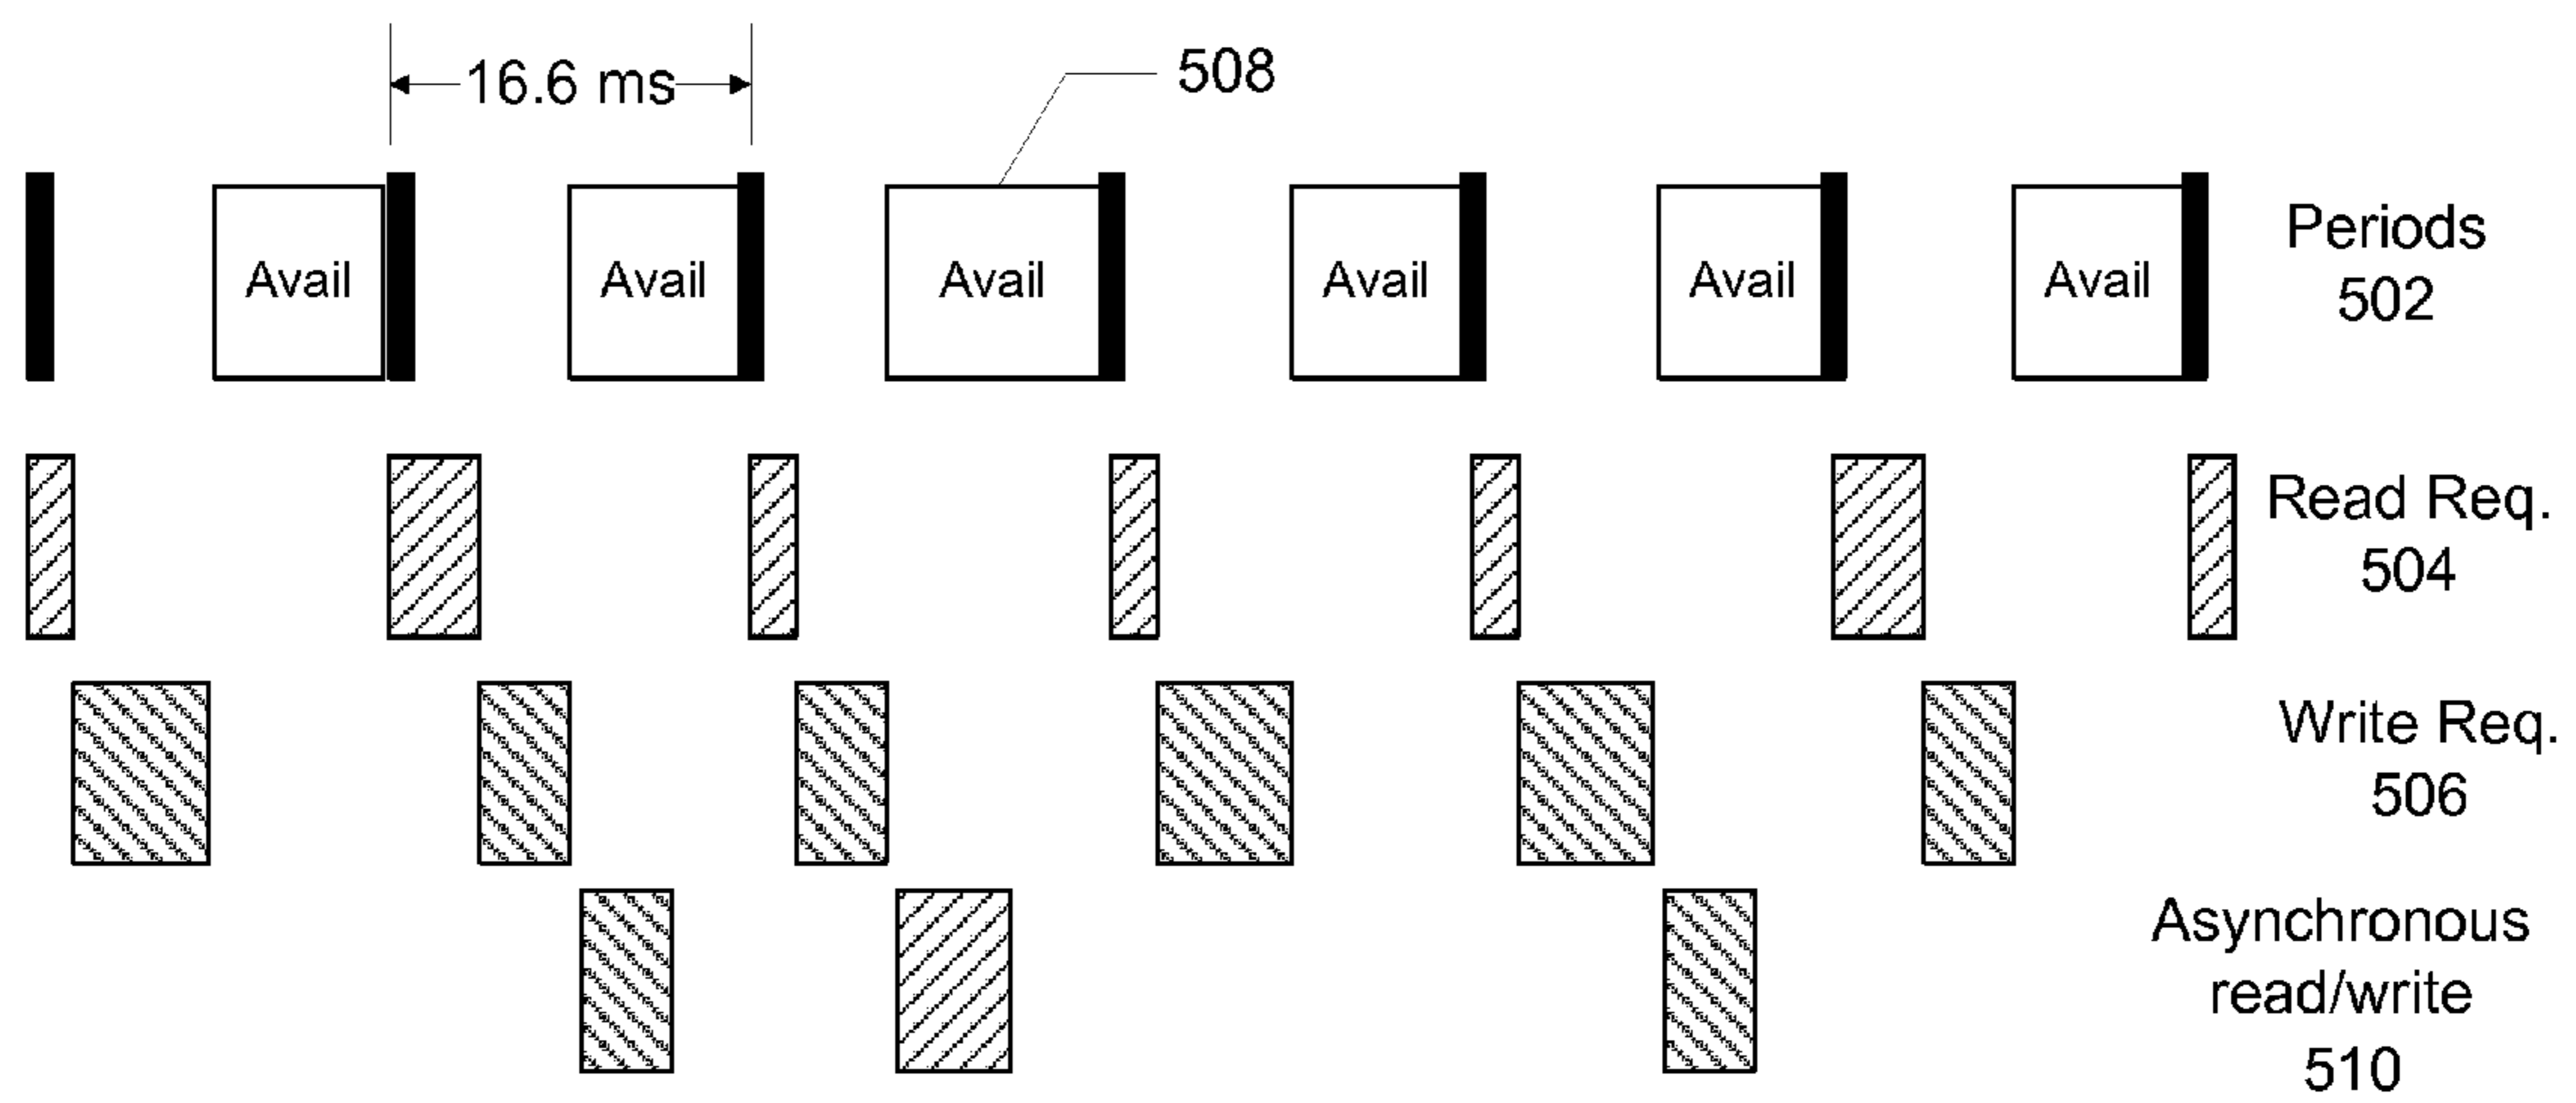 16.6 ms
508
Avail
Avail
Avail
Avail
Avail
Avail
Periods
502
Read Req.
504
Write Req.
506
Asynchronous
read/write
510